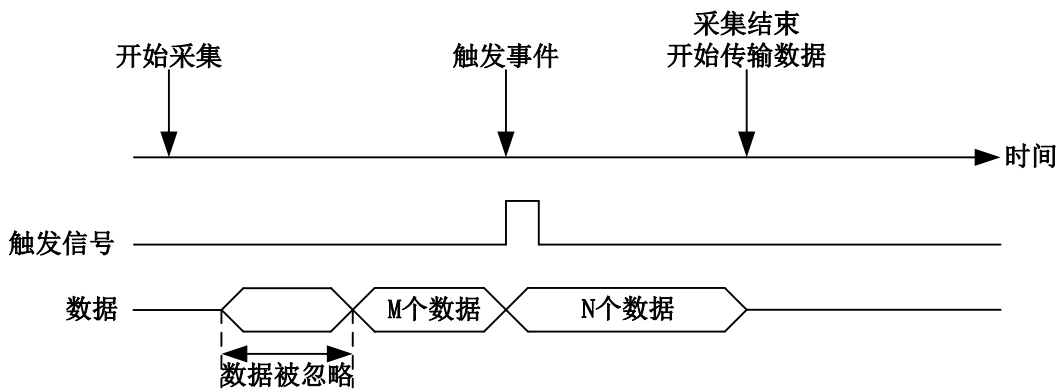 开始采集
触发事件
采集结束
开始传输数据
时间
触发信号
数据
M个数据
N个数据
数据被忽略